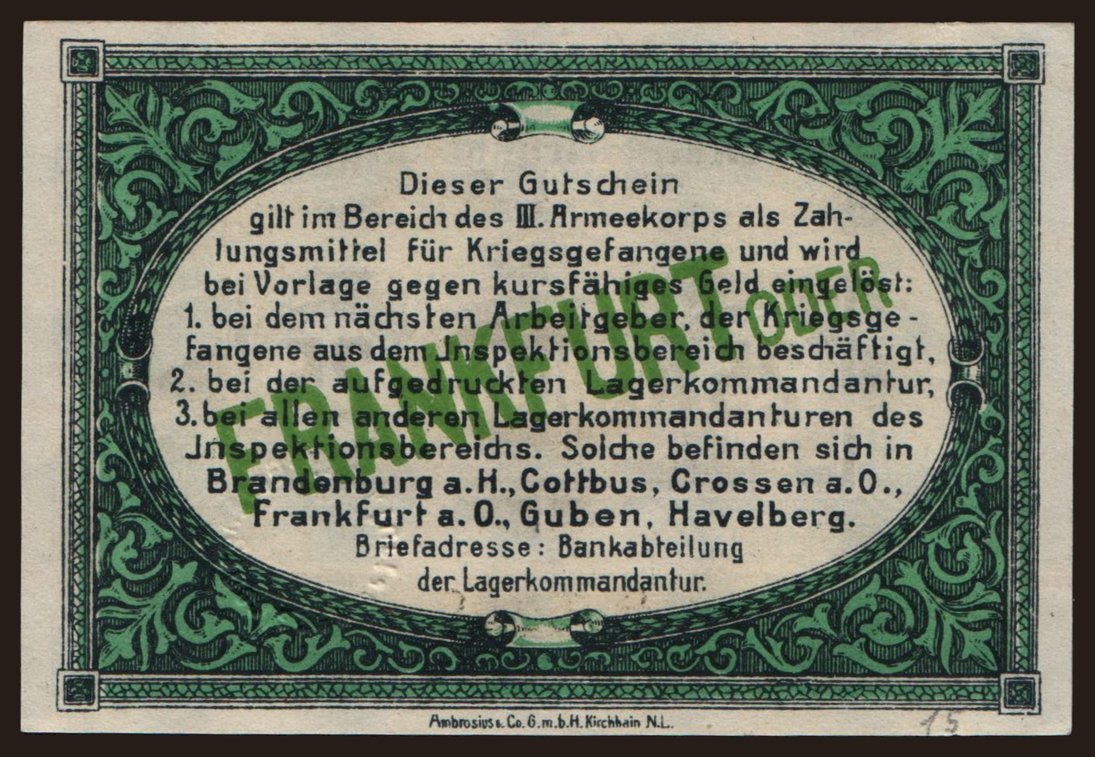 Dieser Gutschein
gilt im Bereich des III. Armeekorps als Zah-
lungsmittel für Kriegsgefangene und wird
bei Vorlage gegen kursfähiges Geld eingelöst:
1. bei dem nächsten Arbeitgeber, der Kriegsge-
fangene aus dem Jnspektionsbereich beschäftigt,
2. bei der aufgedruckten Lagerkommandantur,
3. bei allen anderen Lagerkommandanturen des
Jnspektionsbereichs. Solche befinden sich in
Brandenburg a. H., Cottbus, Crossen a. O.,
Frankfurt a. O., Guben, Havelberg.
Briefadresse: Bankabteilung
der Lagerkommandantur.
FRANKFURT ODER
Ambrosius & Co. G.m.b.H. Kirchhain N.L.
15